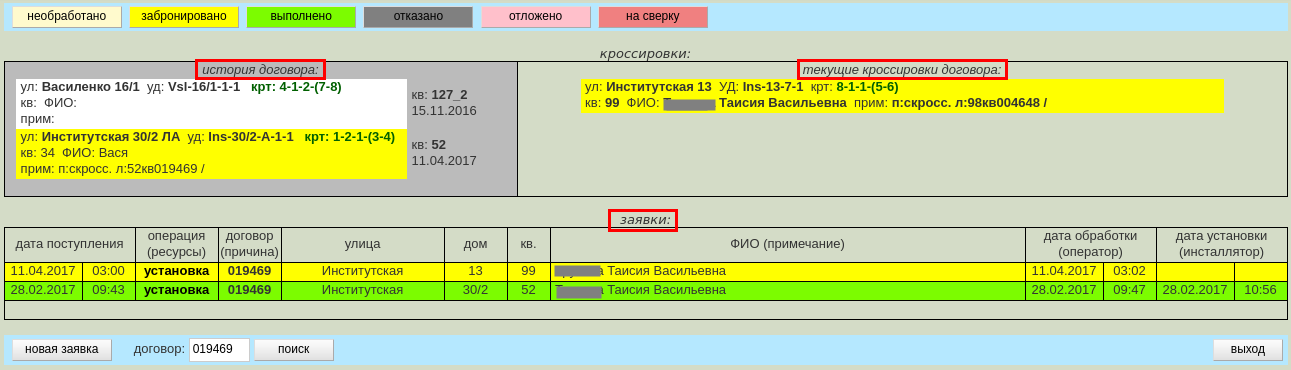 необработано забронировано выполнено отказано отложено на сверку
кроссировки:
история договора: текущие кроссировки договора:
ул: Василенко 16/1 уд: Vsl-16/1-1-1 крт: 4-1-2-(7-8)
кв: ФИО:
прим:
кв: 127_2
15.11.2016
ул: Институтская 30/2 ЛА уд: Ins-30/2-А-1-1 крт: 1-2-1-(3-4)
кв: 34 ФИО: Вася
прим: п:скросс. л:52кв019469 /
кв: 52
11.04.2017
ул: Институтская 13 УД: Ins-13-7-1 крт: 8-1-1-(5-6)
кв: 99 ФИО: Таисия Васильевна прим: п:скросс. л:98кв004648 /
заявки:
дата поступления операция (ресурсы) договор (причина) улица дом кв. ФИО (примечание) дата обработки (оператор) дата установки (инсталлятор)
11.04.2017 03:00 установка 019469 Институтская 13 99 Таисия Васильевна 11.04.2017 03:02
28.02.2017 09:43 установка 019469 Институтская 30/2 52 Таисия Васильевна 28.02.2017 09:47 28.02.2017 10:56
новая заявка договор: 019469 поиск выход